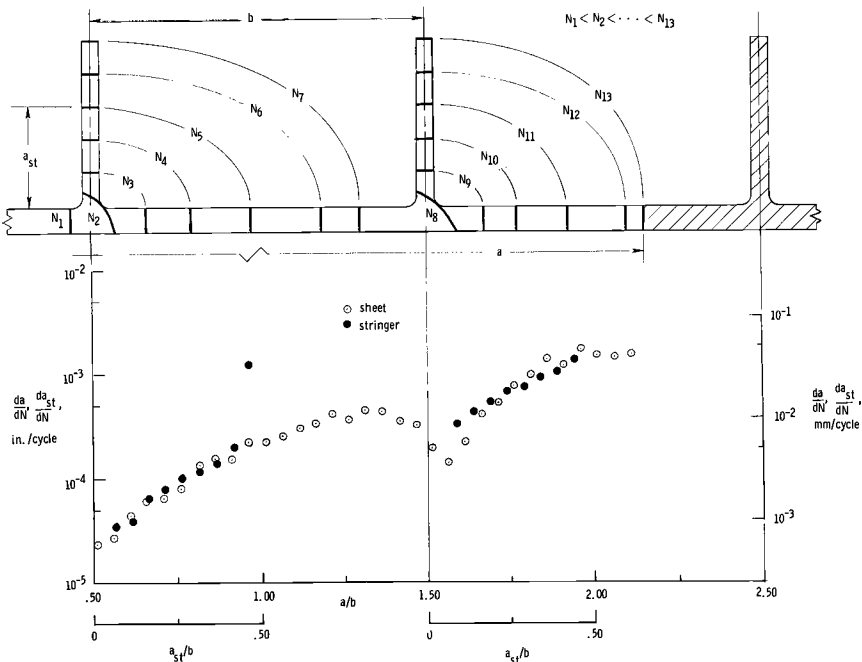 b
N1 < N2 < · · · < N13
N7
N13
N6
N12
ast
N5
N11
N4
N10
N3
N9
N1
N2
N8
a
10-2
sheet
stringer
10-1
10-3
da/dN, dast/dN,
in. /cycle
10-2
da/dN, dast/dN,
mm/cycle
10-4
10-3
10-5
.50
1.00
a/b
1.50
2.00
2.50
0
ast/b
.50
0
ast/b
.50